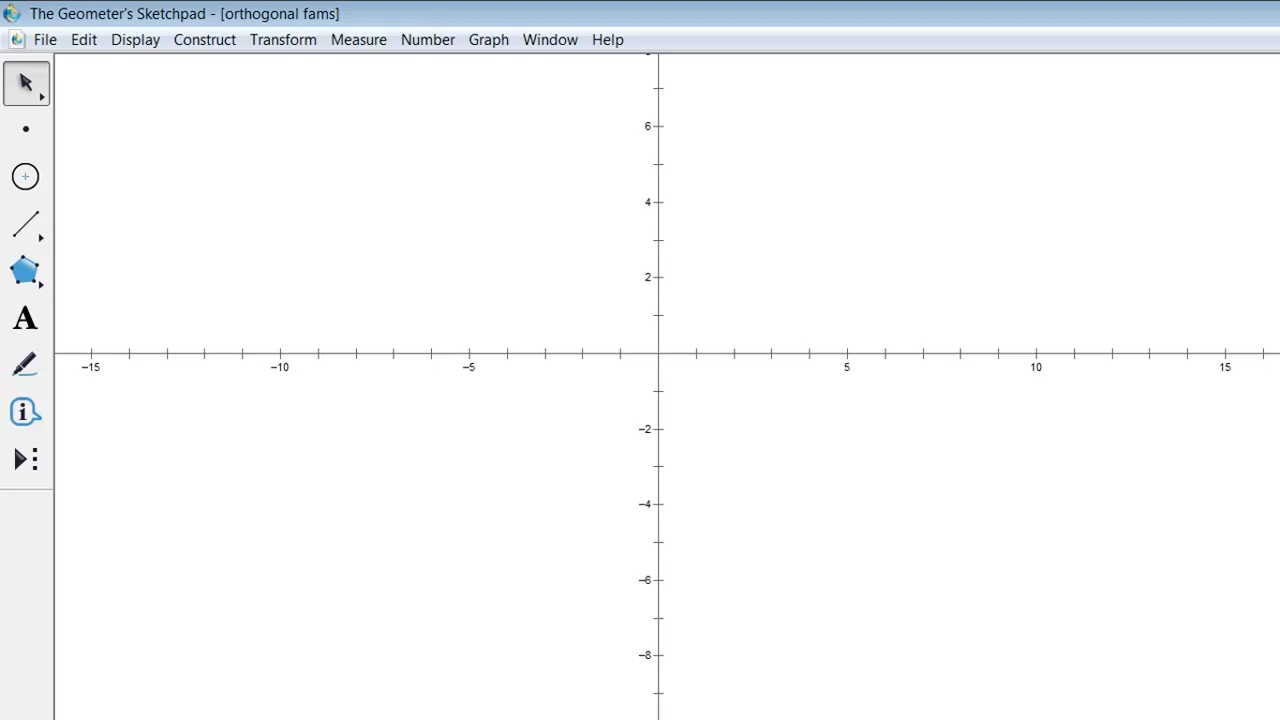 The Geometer's Sketchpad - [orthogonal fams]
File Edit Display Construct Transform Measure Number Graph Window Help
6
4
2
−15 −10 −5 5 10 15
−2
−4
−6
−8
A
i